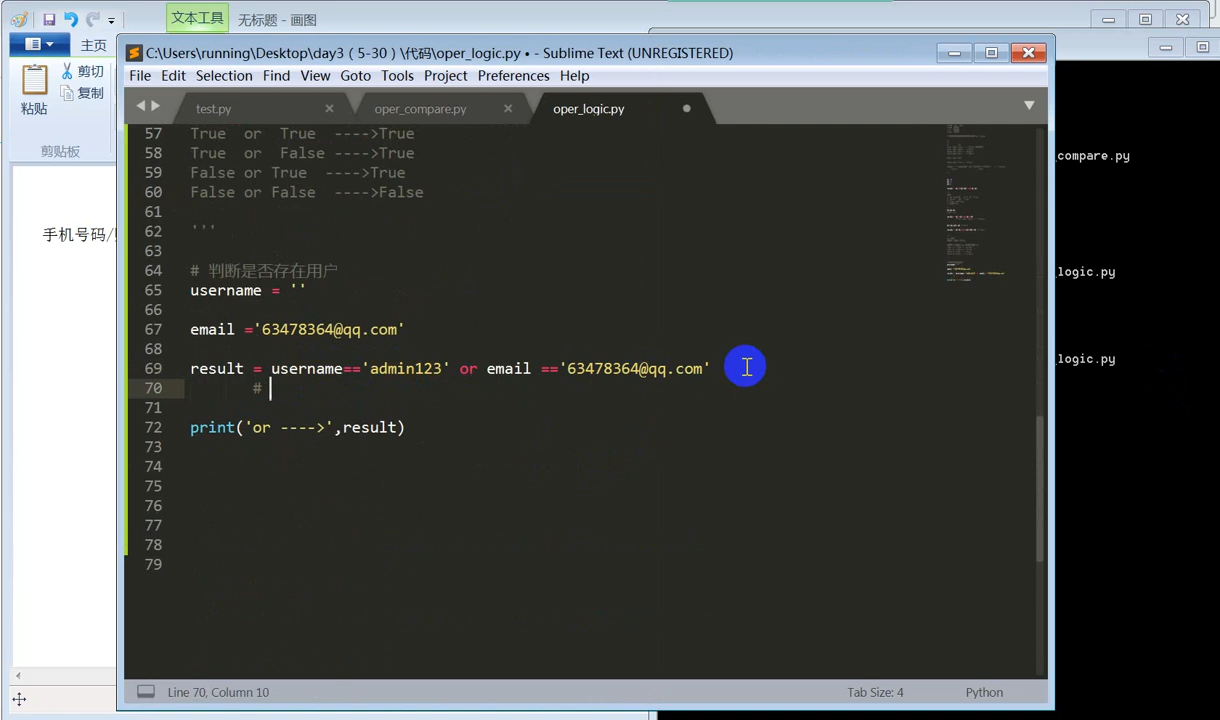 文本工具
无标题 - 画图
主页
剪切
复制
粘贴
剪贴板
手机号码/
C:\Users\running\Desktop\day3（5-30）\代码\oper_logic.py • - Sublime Text (UNREGISTERED)
File Edit Selection Find View Goto Tools Project Preferences Help
test.py
oper_compare.py
oper_logic.py
57 True  or  True  ---->True
58 True  or  False ---->True
59 False or True  ---->True
60 False or False  ---->False
61
62 '''
63
64 # 判断是否存在用户
65 username = ''
66
67 email ='63478364@qq.com'
68
69 result = username=='admin123' or email =='63478364@qq.com'
70 #
71
72 print('or ---->',result)
73
74
75
76
77
78
79
Line 70, Column 10
Tab Size: 4
Python
compare.py
logic.py
logic.py